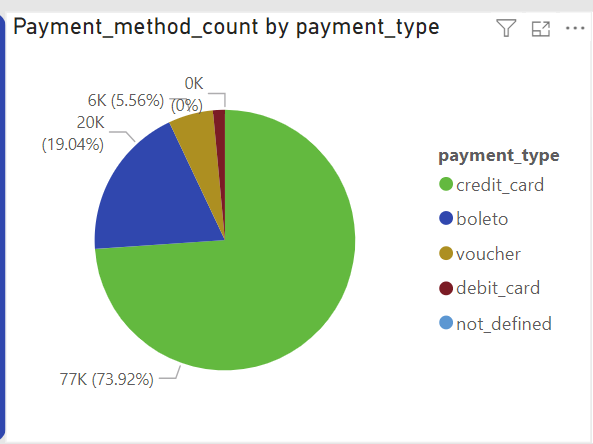 Payment_method_count by payment_type
0K
(0%)
6K (5.56%)
20K
(19.04%)
77K (73.92%)
payment_type
credit_card
boleto
voucher
debit_card
not_defined